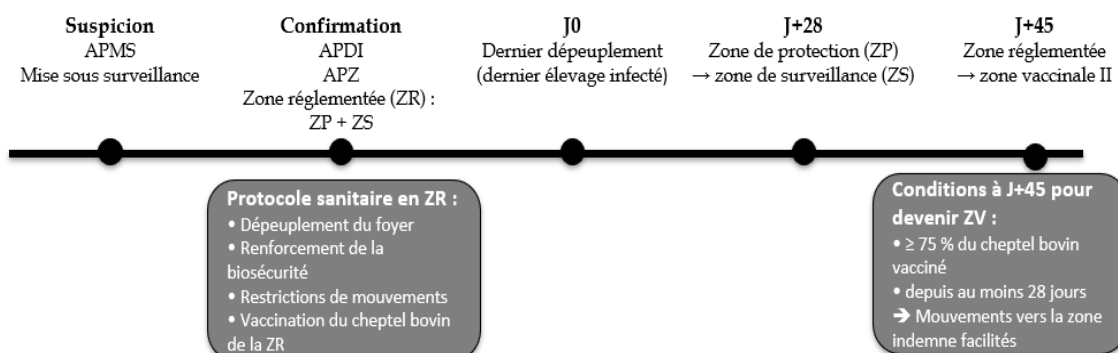 Suspicion
APMS
Mise sous surveillance
Confirmation
APDI
APZ
Zone réglementée (ZR) :
ZP + ZS
J0
Dernier dépeuplement
(dernier élevage infecté)
J+28
Zone de protection (ZP)
→ zone de surveillance (ZS)
J+45
Zone réglementée
→ zone vaccinale II
Protocole sanitaire en ZR :
• Dépeuplement du foyer
• Renforcement de la
biosécurité
• Restrictions de mouvements
• Vaccination du cheptel bovin
de la ZR
Conditions à J+45 pour
devenir ZV :
• ≥ 75 % du cheptel bovin
vacciné
• depuis au moins 28 jours
➔ Mouvements vers la zone
indemne facilités